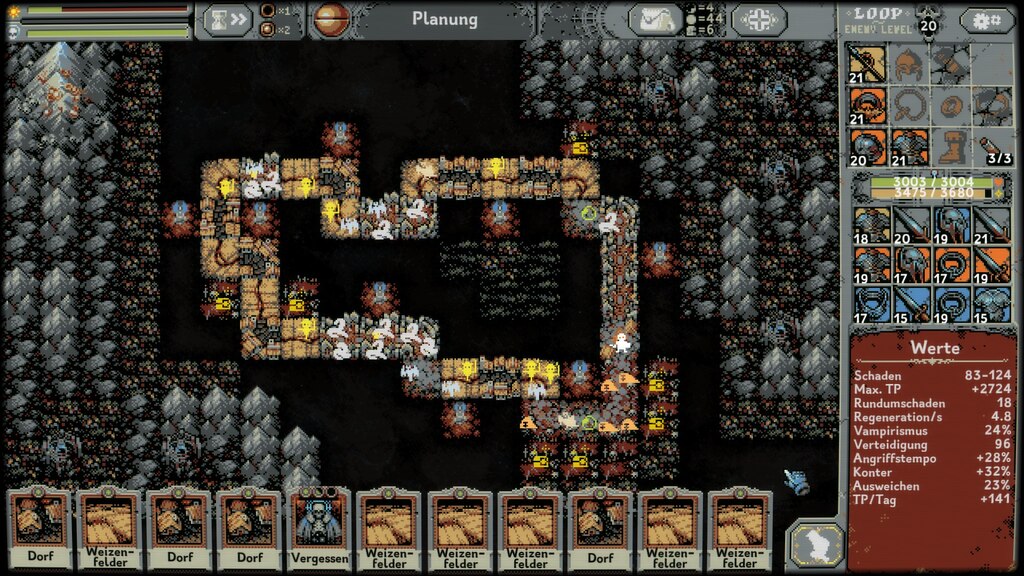 ×1
×2
Planung
=4
=44
=6
LOOP
ENEMY LEVEL
20
21
21
20
21
3/3
3003 / 3004
3475 / 3680
18
20
19
21
19
17
17
19
17
15
19
15
Werte
Schaden 83-124
Max. TP +2724
Rundumschaden 18
Regeneration/s 4.8
Vampirismus 24%
Verteidigung 96
Angriffstempo +28%
Konter +32%
Ausweichen 23%
TP/Tag +141
Dorf
Weizen-
felder
Dorf
Dorf
Vergessen
Weizen-
felder
Weizen-
felder
Weizen-
felder
Dorf
Weizen-
felder
Weizen-
felder